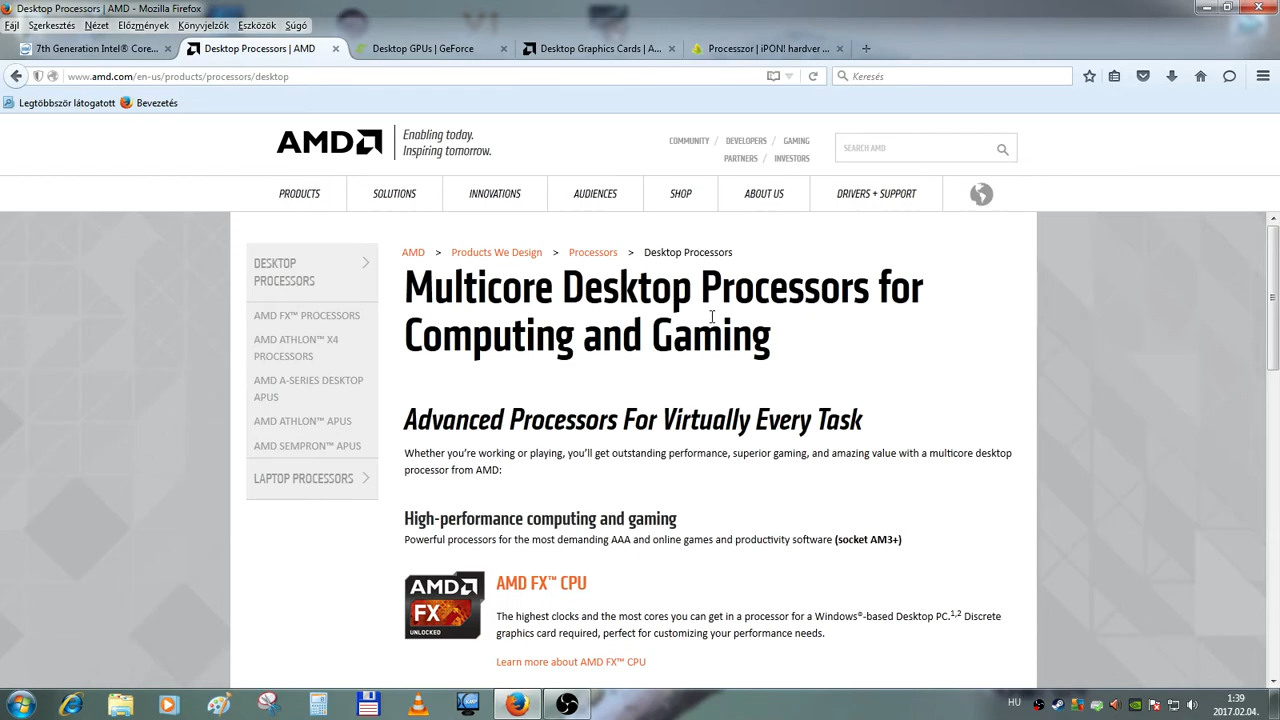 Desktop Processors | AMD - Mozilla Firefox
Fájl Szerkesztés Nézet Előzmények Könyvjelzők Eszközök Súgó
7th Generation Intel® Core... Desktop Processors | AMD Desktop GPUs | GeForce Desktop Graphics Cards | A... Processzor | iPON! hardver ...
www.amd.com/en-us/products/processors/desktop
Keresés
Legtöbbször látogatott Bevezetés
AMD
Enabling today.
Inspiring tomorrow.
COMMUNITY / DEVELOPERS / GAMING
PARTNERS / INVESTORS
SEARCH AMD
PRODUCTS SOLUTIONS INNOVATIONS AUDIENCES SHOP ABOUT US DRIVERS + SUPPORT
DESKTOP
PROCESSORS
AMD FX™ PROCESSORS
AMD ATHLON™ X4
PROCESSORS
AMD A-SERIES DESKTOP
APUS
AMD ATHLON™ APUS
AMD SEMPRON™ APUS
LAPTOP PROCESSORS
AMD > Products We Design > Processors > Desktop Processors
Multicore Desktop Processors for
Computing and Gaming
Advanced Processors For Virtually Every Task
Whether you're working or playing, you'll get outstanding performance, superior gaming, and amazing value with a multicore desktop
processor from AMD:
High-performance computing and gaming
Powerful processors for the most demanding AAA and online games and productivity software (socket AM3+)
AMD
FX
UNLOCKED
AMD FX™ CPU
The highest clocks and the most cores you can get in a processor for a Windows®-based Desktop PC.1,2 Discrete
graphics card required, perfect for customizing your performance needs.
Learn more about AMD FX™ CPU
HU
1:39
2017.02.04.